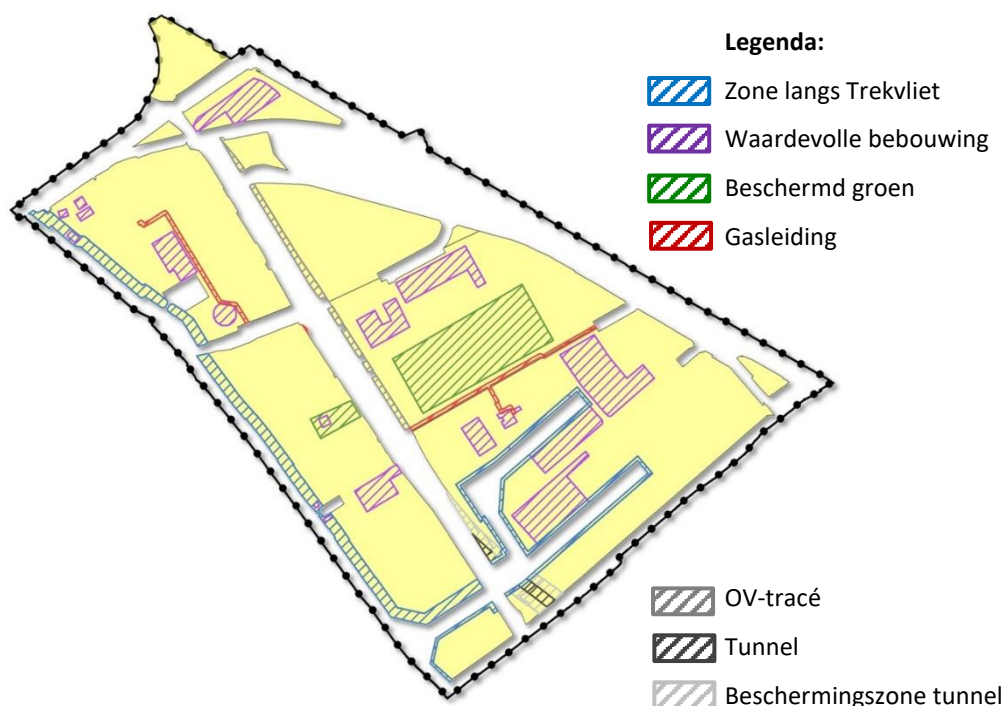 Legenda:
Zone langs Trekvliet
Waardevolle bebouwing
Beschermd groen
Gasleiding
OV-tracé
Tunnel
Beschermingszone tunnel